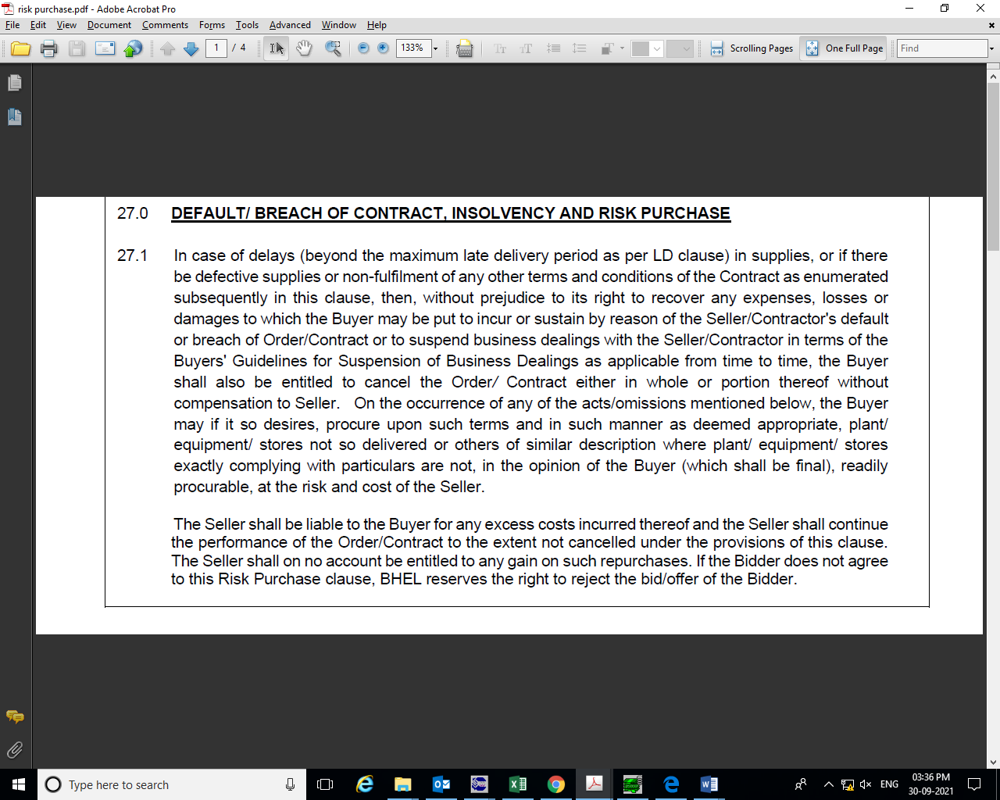 risk purchase.pdf - Adobe Acrobat Pro
File Edit View Document Comments Forms Tools Advanced Window Help
1 / 4 133% Scrolling Pages One Full Page Find
27.0 DEFAULT/ BREACH OF CONTRACT, INSOLVENCY AND RISK PURCHASE
27.1 In case of delays (beyond the maximum late delivery period as per LD clause) in supplies, or if there
be defective supplies or non-fulfilment of any other terms and conditions of the Contract as enumerated
subsequently in this clause, then, without prejudice to its right to recover any expenses, losses or
damages to which the Buyer may be put to incur or sustain by reason of the Seller/Contractor's default
or breach of Order/Contract or to suspend business dealings with the Seller/Contractor in terms of the
Buyers' Guidelines for Suspension of Business Dealings as applicable from time to time, the Buyer
shall also be entitled to cancel the Order/ Contract either in whole or portion thereof without
compensation to Seller. On the occurrence of any of the acts/omissions mentioned below, the Buyer
may if it so desires, procure upon such terms and in such manner as deemed appropriate, plant/
equipment/ stores not so delivered or others of similar description where plant/ equipment/ stores
exactly complying with particulars are not, in the opinion of the Buyer (which shall be final), readily
procurable, at the risk and cost of the Seller.
The Seller shall be liable to the Buyer for any excess costs incurred thereof and the Seller shall continue
the performance of the Order/Contract to the extent not cancelled under the provisions of this clause.
The Seller shall on no account be entitled to any gain on such repurchases. If the Bidder does not agree
to this Risk Purchase clause, BHEL reserves the right to reject the bid/offer of the Bidder.
Type here to search
ENG
03:36 PM
30-09-2021